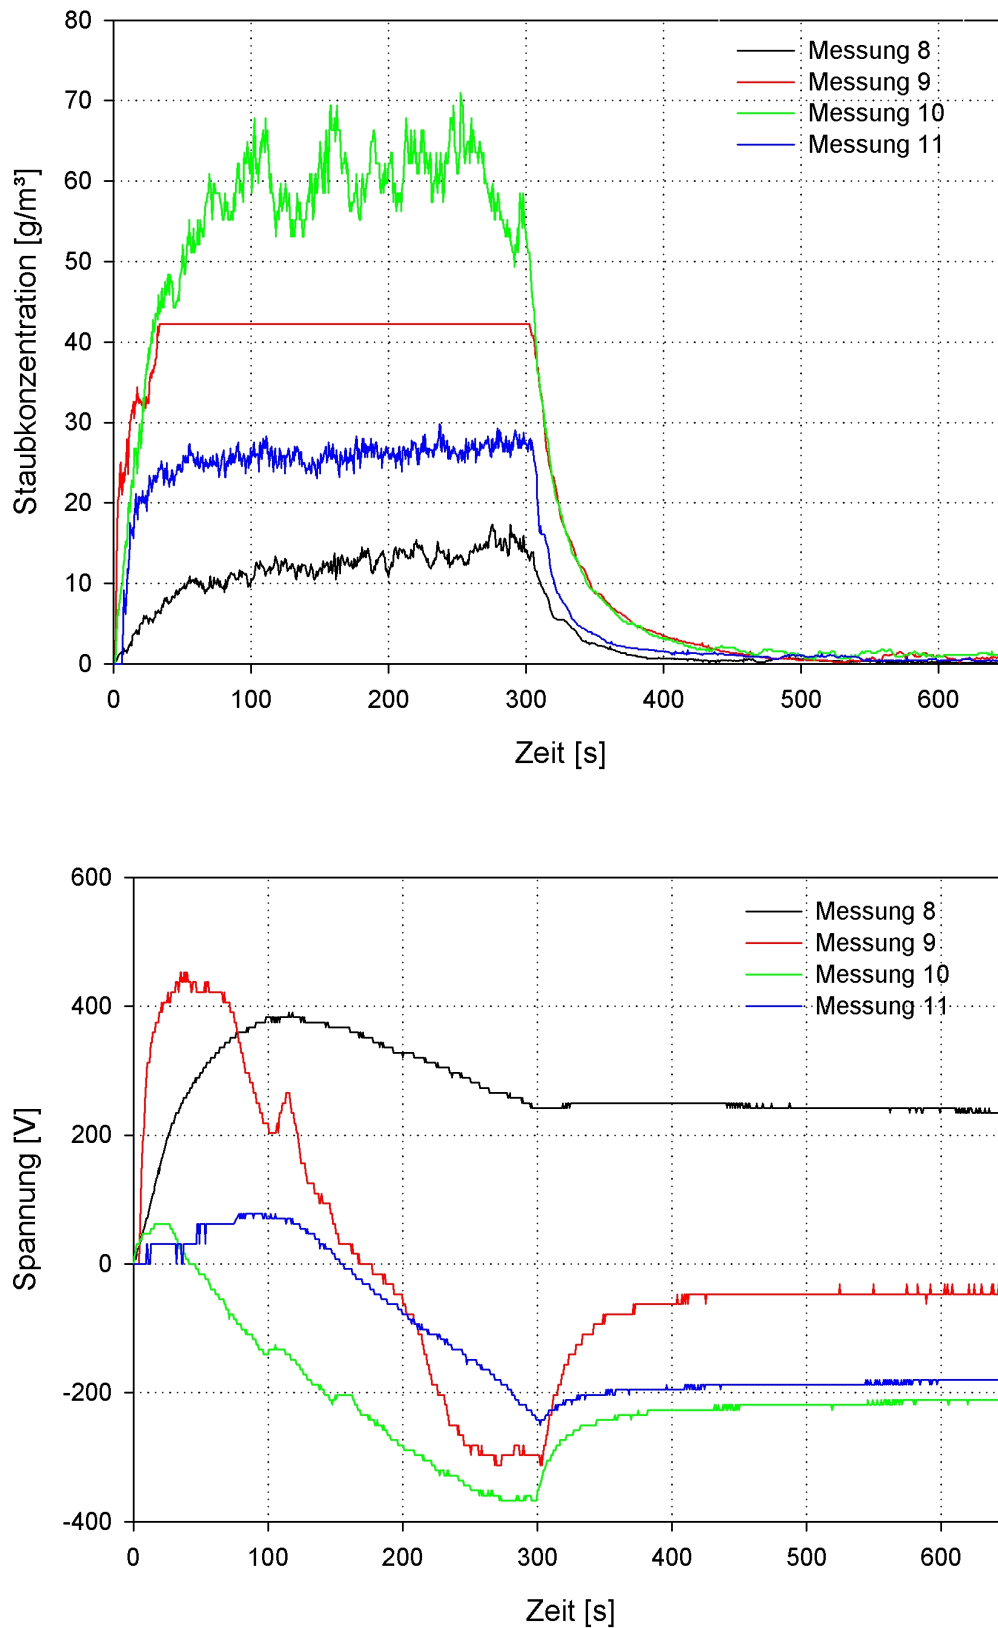 80
70
60
50
40
30
20
10
0
Staubkonzentration [g/m³]
Messung 8
Messung 9
Messung 10
Messung 11
0 100 200 300 400 500 600
Zeit [s]
600
400
200
0
-200
-400
Spannung [V]
Messung 8
Messung 9
Messung 10
Messung 11
0 100 200 300 400 500 600
Zeit [s]